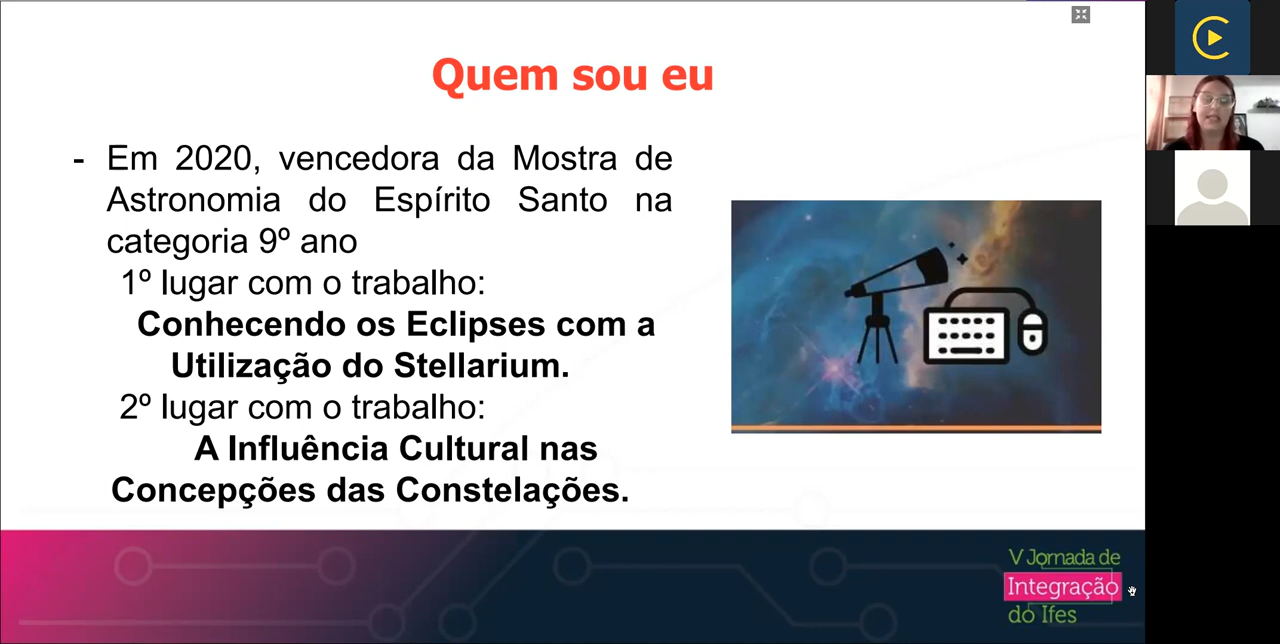 Quem sou eu
- Em 2020, vencedora da Mostra de
Astronomia do Espírito Santo na
categoria 9º ano
1º lugar com o trabalho:
Conhecendo os Eclipses com a
Utilização do Stellarium.
2º lugar com o trabalho:
A Influência Cultural nas
Concepções das Constelações.
V Jornada de
Integração
do Ifes